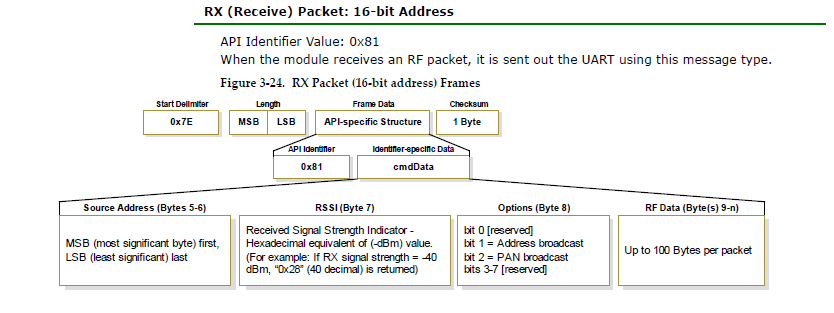 RX (Receive) Packet: 16-bit Address
API Identifier Value: 0x81
When the module receives an RF packet, it is sent out the UART using this message type.
Figure 3-24. RX Packet (16-bit address) Frames
Start Delimiter
Length
Frame Data
Checksum
0x7E
MSB
LSB
API-specific Structure
1 Byte
API Identifier
Identifier-specific Data
0x81
cmdData
Source Address (Bytes 5-6)
MSB (most significant byte) first,
LSB (least significant) last
RSSI (Byte 7)
Received Signal Strength Indicator -
Hexadecimal equivalent of (-dBm) value.
(For example: If RX signal strength = -40
dBm, "0x28" (40 decimal) is returned)
Options (Byte 8)
bit 0 [reserved]
bit 1 = Address broadcast
bit 2 = PAN broadcast
bits 3-7 [reserved]
RF Data (Byte(s) 9-n)
Up to 100 Bytes per packet